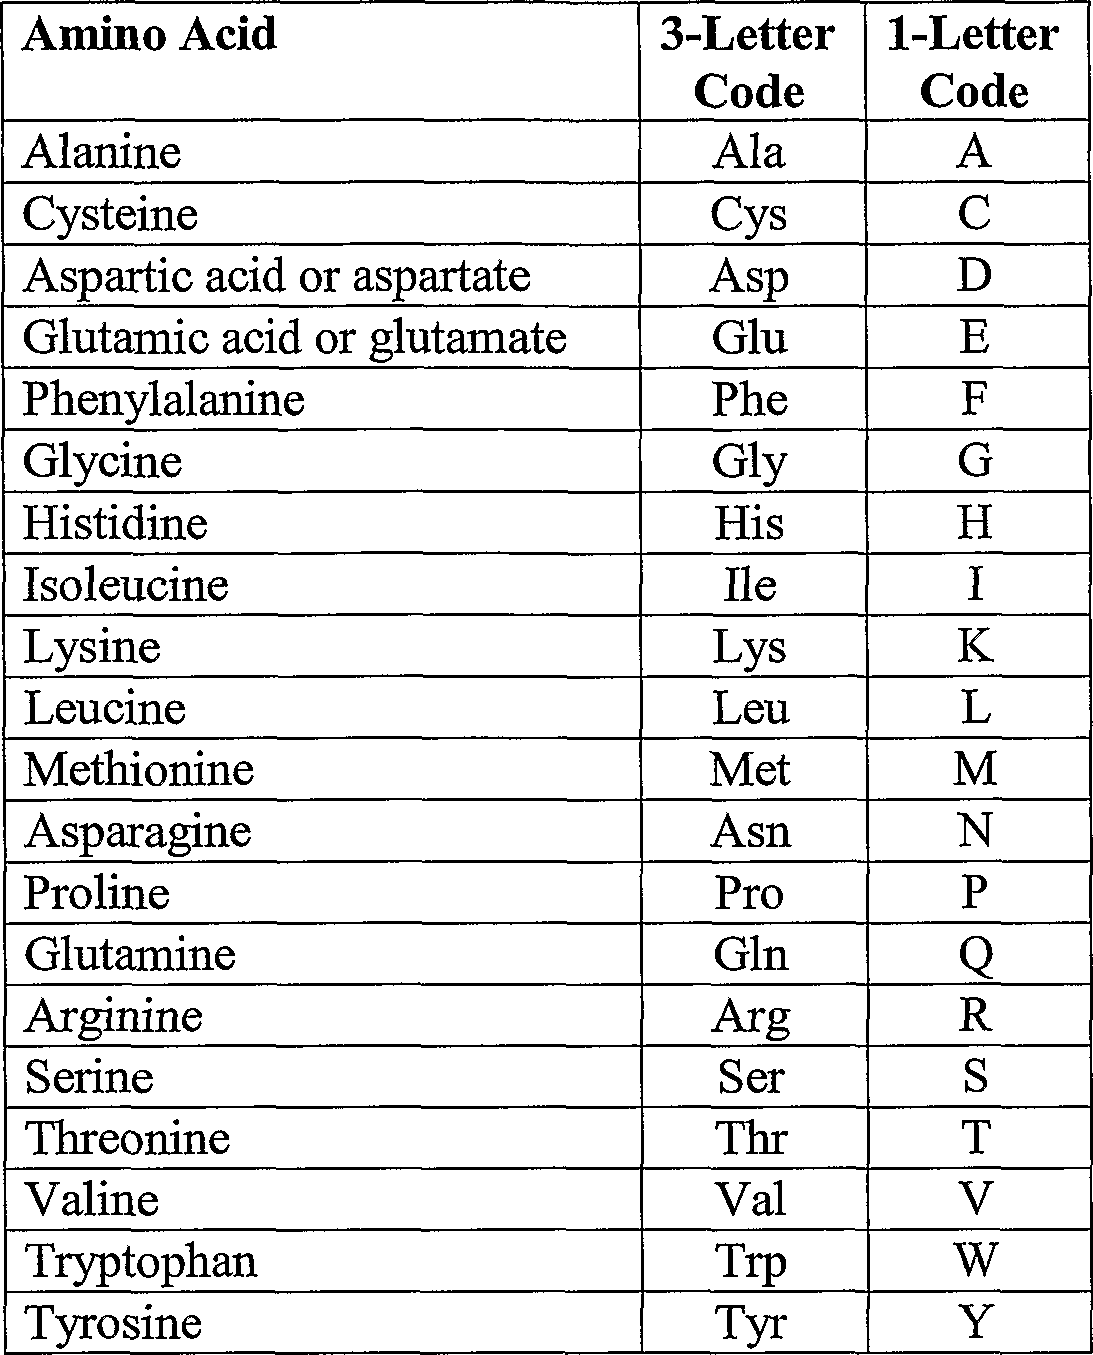 Amino Acid 3-Letter Code 1-Letter Code
Alanine Ala A
Cysteine Cys C
Aspartic acid or aspartate Asp D
Glutamic acid or glutamate Glu E
Phenylalanine Phe F
Glycine Gly G
Histidine His H
Isoleucine Ile I
Lysine Lys K
Leucine Leu L
Methionine Met M
Asparagine Asn N
Proline Pro P
Glutamine Gln Q
Arginine Arg R
Serine Ser S
Threonine Thr T
Valine Val V
Tryptophan Trp W
Tyrosine Tyr Y